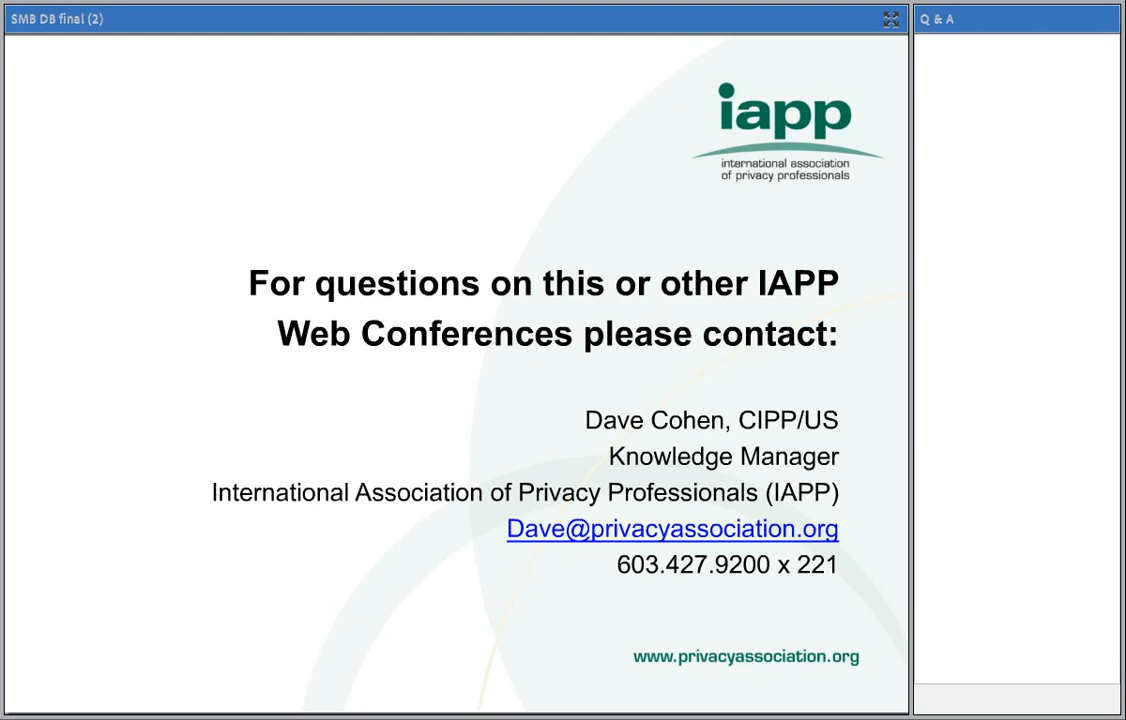 SMB DB final (2)
Q & A
iapp
international association
of privacy professionals
For questions on this or other IAPP
Web Conferences please contact:
Dave Cohen, CIPP/US
Knowledge Manager
International Association of Privacy Professionals (IAPP)
Dave@privacyassociation.org
603.427.9200 x 221
www.privacyassociation.org